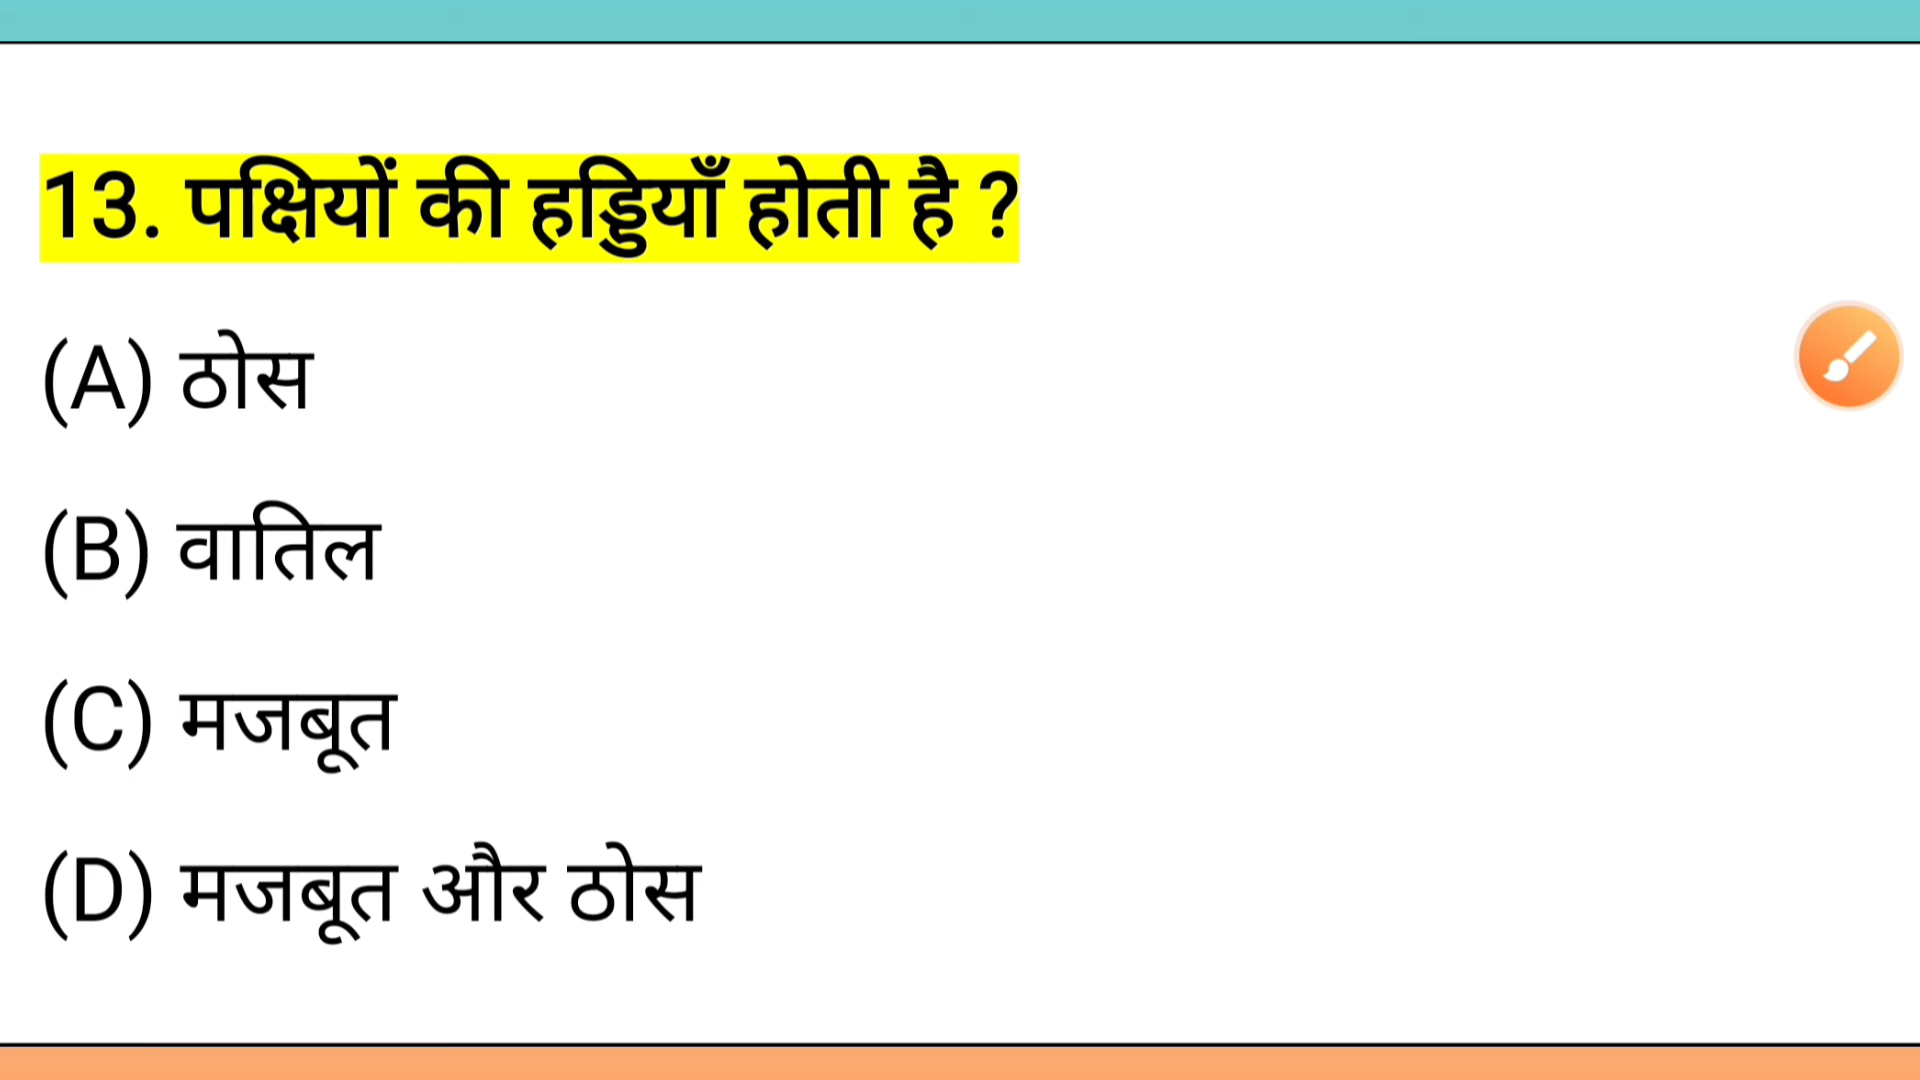 13. पक्षियों की हड्डियाँ होती है ?
(A) ठोस
(B) वातिल
(C) मजबूत
(D) मजबूत और ठोस